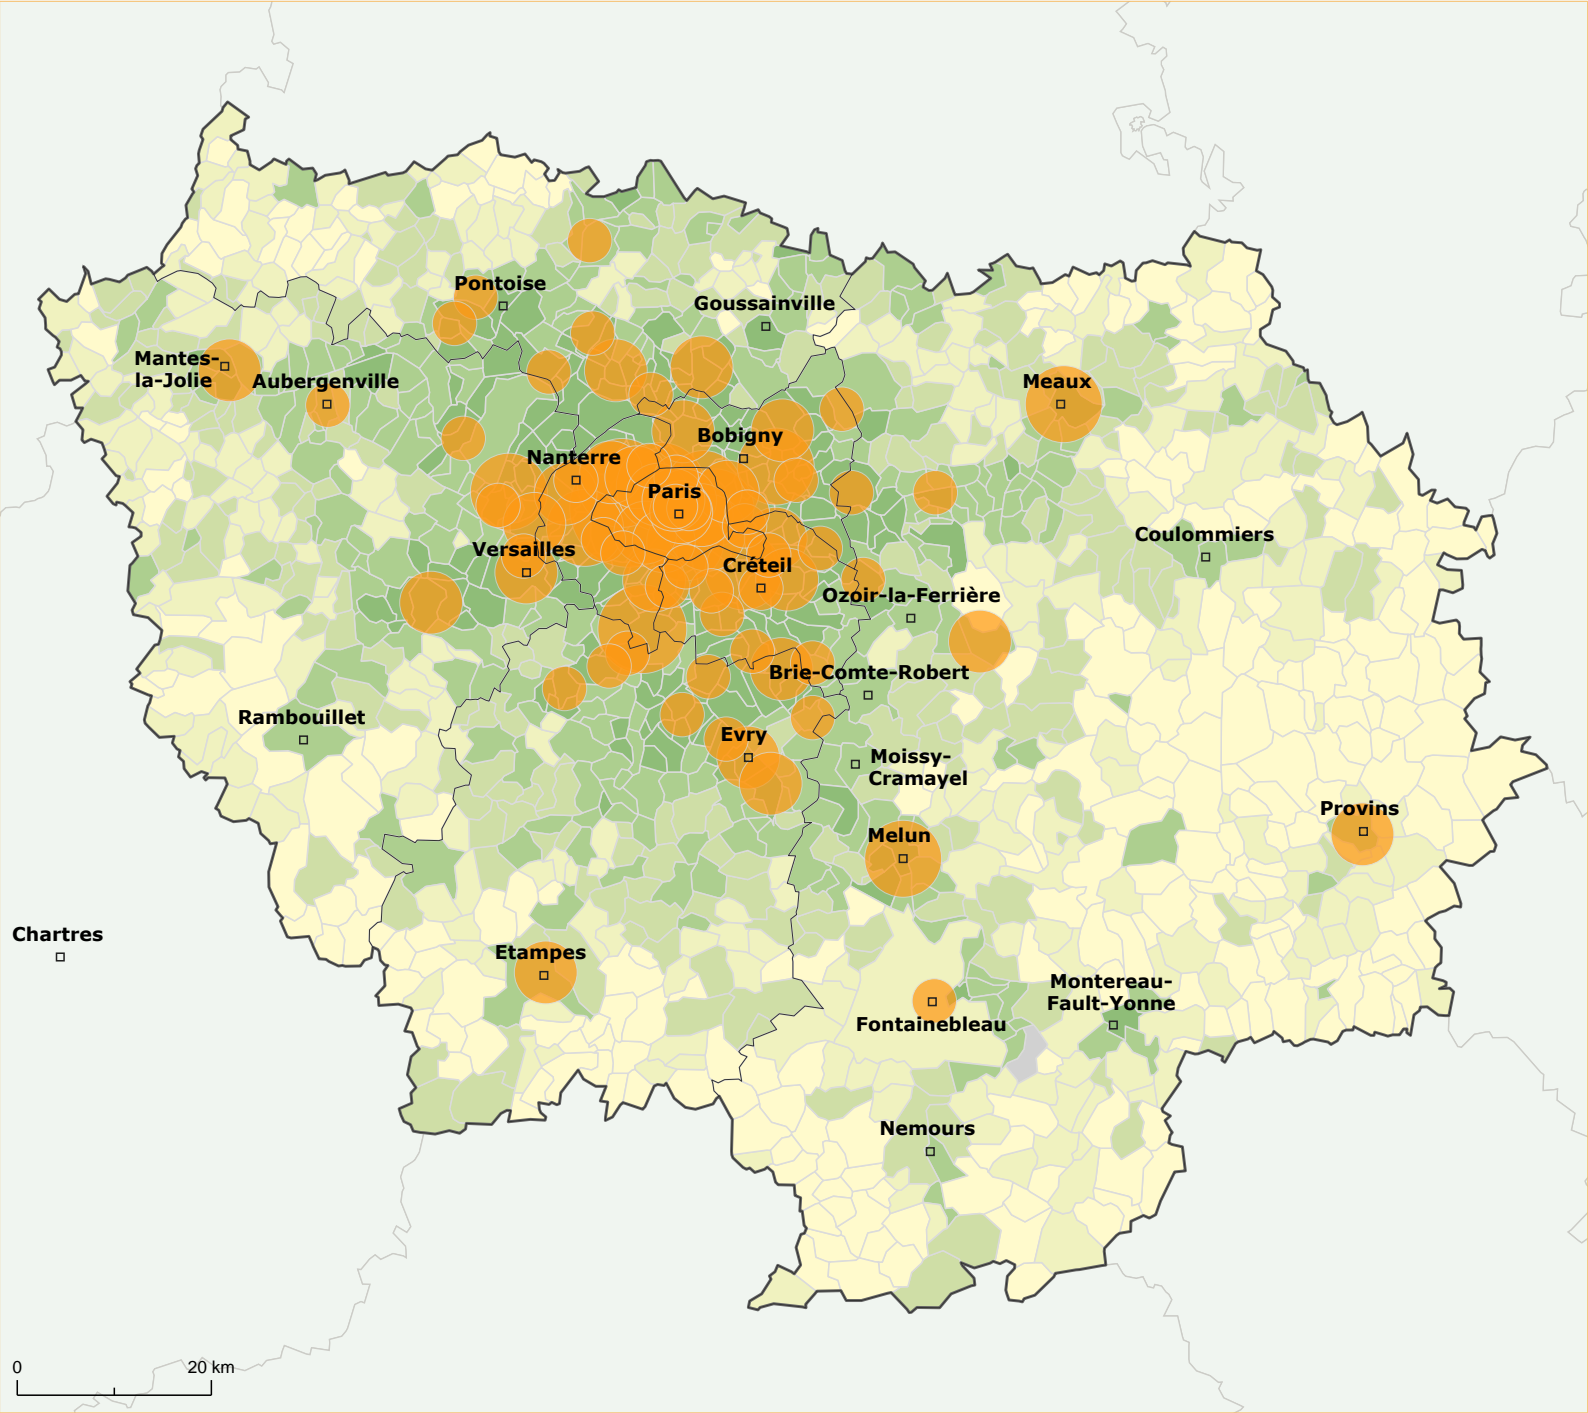 Pontoise
Goussainville
Mantes-
la-Jolie
Aubergenville
Meaux
Bobigny
Nanterre
Paris
Coulommiers
Versailles
Créteil
Ozoir-la-Ferrière
Brie-Comte-Robert
Rambouillet
Evry
Moissy-
Cramayel
Provins
Melun
Chartres
Etampes
Montereau-
Fault-Yonne
Fontainebleau
Nemours
0 20 km